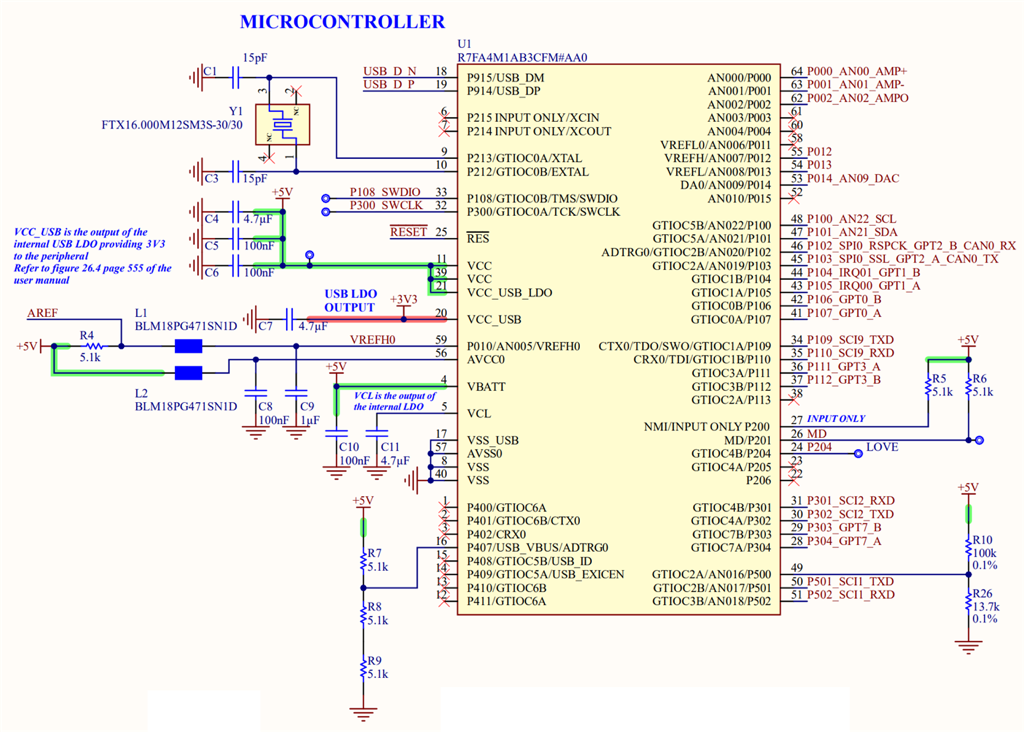 MICROCONTROLLER
U1
R7FA4M1AB3CFM#AA0
15pF
C1
3
2
NC
Y1
FTX16.000M12SM3S-30/30
NC
4
1
C3
15pF
USB_D_N 18 P915/USB_DM
USB_D_P 19 P914/USB_DP
6 P215 INPUT ONLY/XCIN
7 P214 INPUT ONLY/XCOUT
9 P213/GTIOC0A/XTAL
10 P212/GTIOC0B/EXTAL
P108_SWDIO 33 P108/GTIOC0B/TMS/SWDIO
P300_SWCLK 32 P300/GTIOC0A/TCK/SWCLK
RESET 25 RES
11 VCC
39 VCC
21 VCC_USB_LDO
20 VCC_USB
59 P010/AN005/VREFH0
56 AVCC0
4 VBATT
5 VCL
17 VSS_USB
57 AVSS0
8 VSS
40 VSS
1 P400/GTIOC6A
2 P401/GTIOC6B/CTX0
3 P402/CRX0
16 P407/USB_VBUS/ADTRG0
15 P408/GTIOC5B/USB_ID
14 P409/GTIOC5A/USB_EXICEN
13 P410/GTIOC6B
12 P411/GTIOC6A
+5V
C4 4.7µF
C5 100nF
C6 100nF
VCC_USB is the output of the
internal USB LDO providing 3V3
to the peripheral
Refer to figure 26.4 page 555 of the
user manual
USB LDO
OUTPUT
+3V3
C7 4.7µF
AREF
L1
BLM18PG471SN1D
R4
+5V
5.1k
VREFH0
L2
BLM18PG471SN1D
C8
100nF
C9
1µF
+5V
VCL is the output of
the internal LDO
C10
100nF
C11
4.7µF
+5V
R7
5.1k
R8
5.1k
R9
5.1k
AN000/P000 64 P000_AN00_AMP+
AN001/P001 63 P001_AN01_AMP-
AN002/P002 62 P002_AN02_AMPO
AN003/P003 61
AN004/P004 60
VREFL0/AN006/P011 58
VREFH/AN007/P012 55 P012
VREFL/AN008/P013 54 P013
DA0/AN009/P014 53 P014_AN09_DAC
AN010/P015 52
GTIOC5B/AN022/P100 48 P100_AN22_SCL
GTIOC5A/AN021/P101 47 P101_AN21_SDA
ADTRG0/GTIOC2B/AN020/P102 46 P102_SPI0_RSPCK_GPT2_B_CAN0_RX
GTIOC2A/AN019/P103 45 P103_SPI0_SSL_GPT2_A_CAN0_TX
GTIOC1B/P104 44 P104_IRQ01_GPT1_B
GTIOC1A/P105 43 P105_IRQ00_GPT1_A
GTIOC0B/P106 42 P106_GPT0_B
GTIOC0A/P107 41 P107_GPT0_A
CTX0/TDO/SWO/GTIOC1A/P109 34 P109_SCI9_TXD
CRX0/TDI/GTIOC1B/P110 35 P110_SCI9_RXD
GTIOC3A/P111 36 P111_GPT3_A
GTIOC3B/P112 37 P112_GPT3_B
GTIOC2A/P113 38
NMI/INPUT ONLY P200 27 INPUT ONLY
MD/P201 26 MD
GTIOC4B/P204 24 P204 LOVE
GTIOC4A/P205 23
P206 22
GTIOC4B/P301 31 P301_SCI2_RXD
GTIOC4A/P302 30 P302_SCI2_TXD
GTIOC7B/P303 29 P303_GPT7_B
GTIOC7A/P304 28 P304_GPT7_A
GTIOC2A/AN016/P500 49
GTIOC2B/AN017/P501 50 P501_SCI1_TXD
GTIOC3B/AN018/P502 51 P502_SCI1_RXD
+5V
R5
5.1k
R6
5.1k
+5V
R10
100k
0.1%
R26
13.7k
0.1%